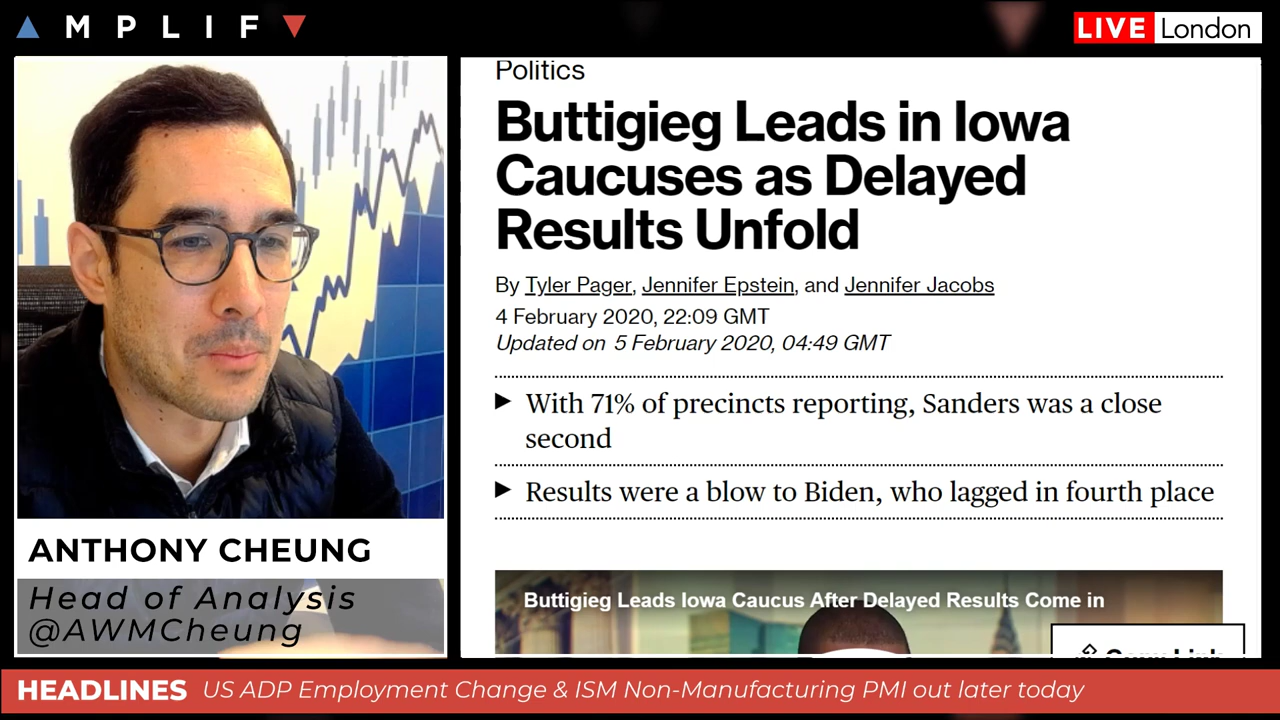 AMPLIFY
LIVE London
Politics
Buttigieg Leads in Iowa
Caucuses as Delayed
Results Unfold
By Tyler Pager, Jennifer Epstein, and Jennifer Jacobs
4 February 2020, 22:09 GMT
Updated on 5 February 2020, 04:49 GMT
With 71% of precincts reporting, Sanders was a close
second
Results were a blow to Biden, who lagged in fourth place
Buttigieg Leads Iowa Caucus After Delayed Results Come in
Copy Link
ANTHONY CHEUNG
Head of Analysis
@AWMCheung
HEADLINES US ADP Employment Change & ISM Non-Manufacturing PMI out later today